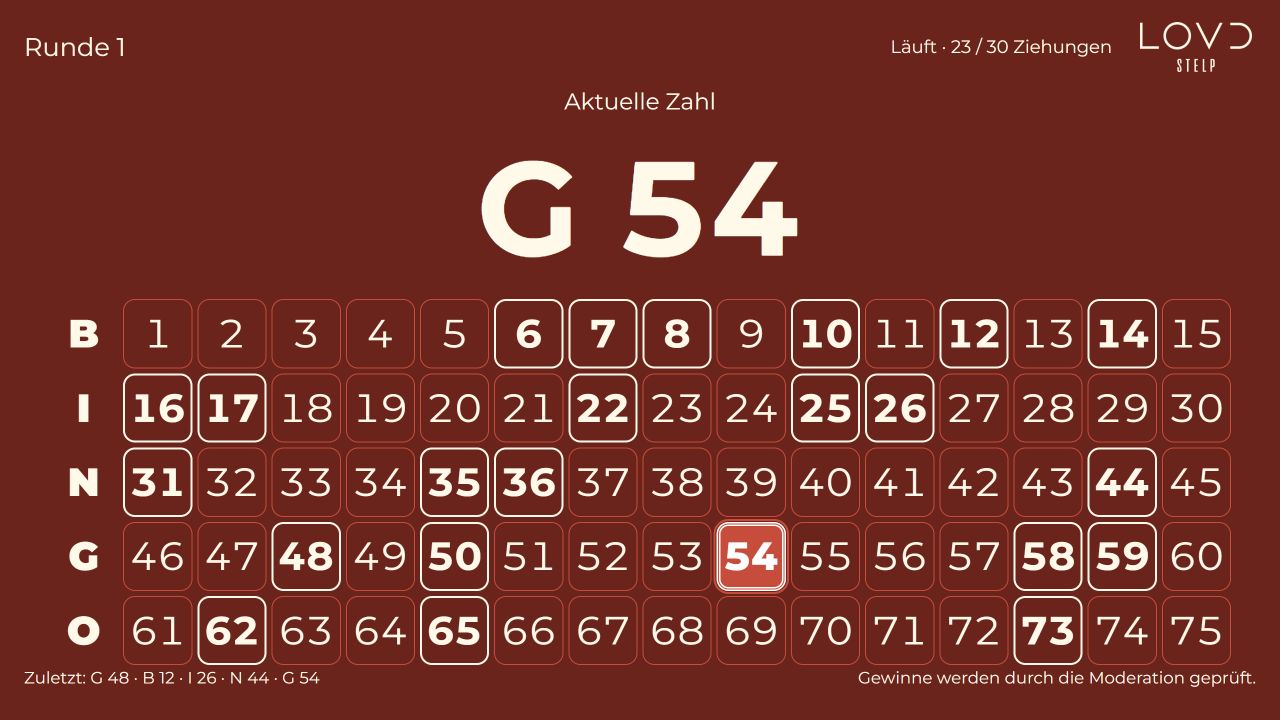 Runde 1
Läuft · 23 / 30 Ziehungen
LOVD
STELP
Aktuelle Zahl
G 54
B 1 2 3 4 5 6 7 8 9 10 11 12 13 14 15
I 16 17 18 19 20 21 22 23 24 25 26 27 28 29 30
N 31 32 33 34 35 36 37 38 39 40 41 42 43 44 45
G 46 47 48 49 50 51 52 53 54 55 56 57 58 59 60
O 61 62 63 64 65 66 67 68 69 70 71 72 73 74 75
Zuletzt: G 48 · B 12 · I 26 · N 44 · G 54
Gewinne werden durch die Moderation geprüft.